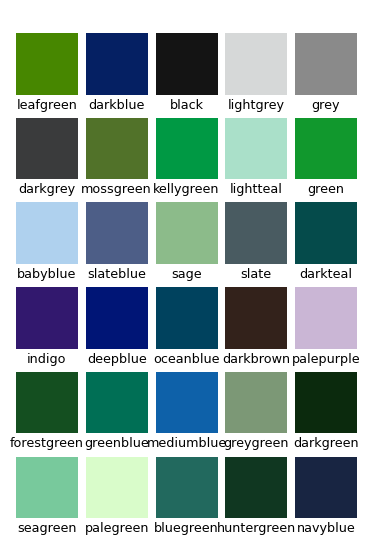 leafgreen darkblue black lightgrey grey
darkgrey mossgreen kellygreen lightteal green
babyblue slateblue sage slate darkteal
indigo deepblue oceanblue darkbrown palepurple
forestgreen greenblue mediumblue greygreen darkgreen
seagreen palegreen bluegreen huntergreen navyblue